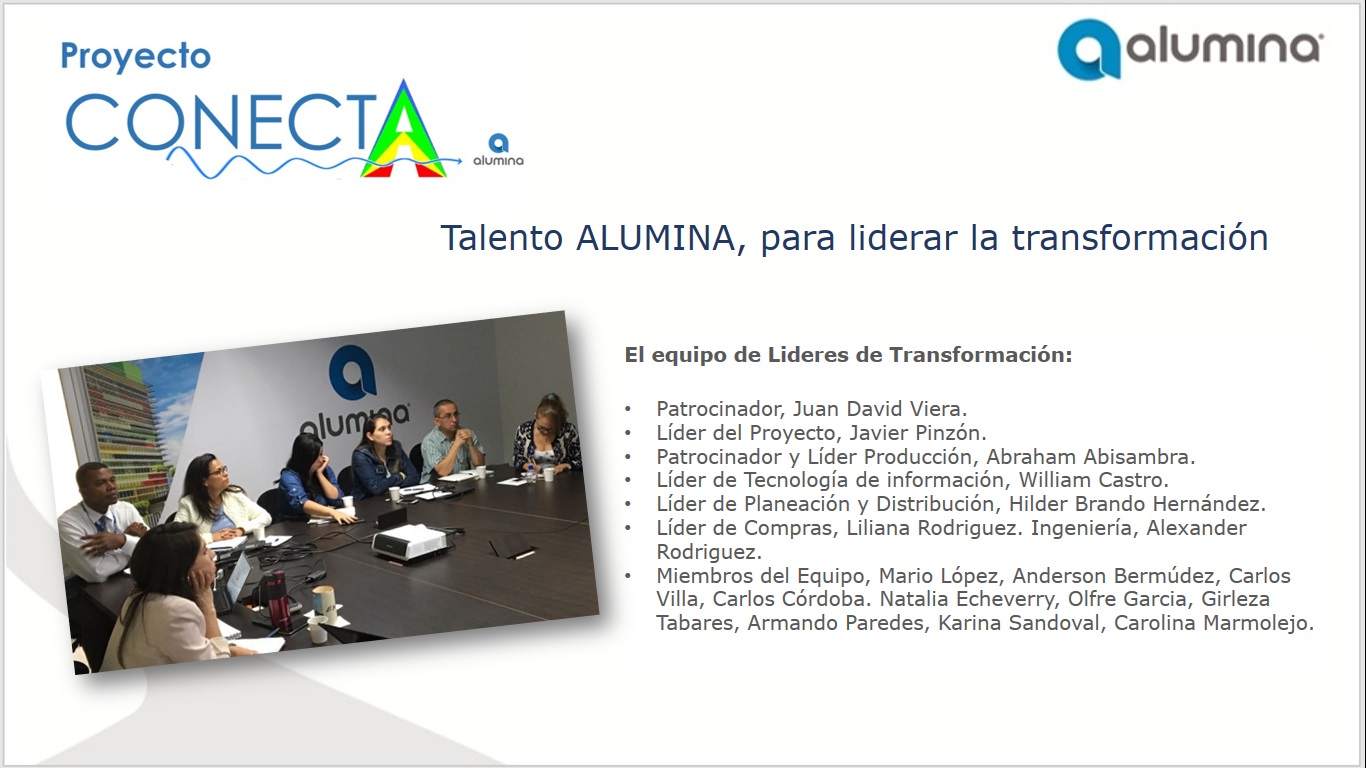 Proyecto
CONECTA
alumina
alumina
Talento ALUMINA, para liderar la transformación
alumina
El equipo de Lideres de Transformación:
• Patrocinador, Juan David Viera.
• Líder del Proyecto, Javier Pinzón.
• Patrocinador y Líder Producción, Abraham Abisambra.
• Líder de Tecnología de información, William Castro.
• Líder de Planeación y Distribución, Hilder Brando Hernández.
• Líder de Compras, Liliana Rodriguez. Ingeniería, Alexander
Rodriguez.
• Miembros del Equipo, Mario López, Anderson Bermúdez, Carlos
Villa, Carlos Córdoba. Natalia Echeverry, Olfre Garcia, Girleza
Tabares, Armando Paredes, Karina Sandoval, Carolina Marmolejo.